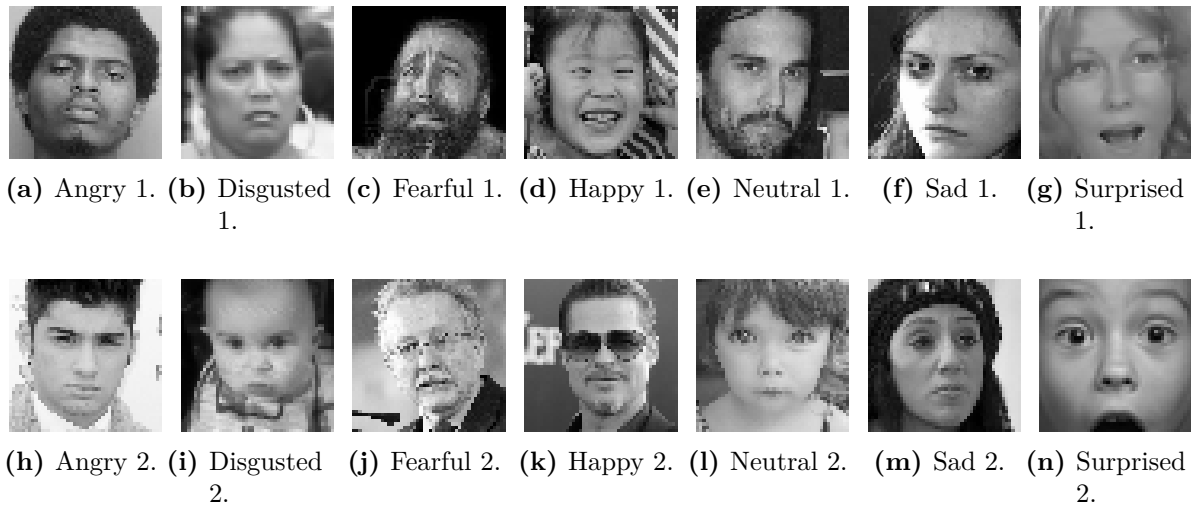 (a) Angry 1. (b) Disgusted (c) Fearful 1. (d) Happy 1. (e) Neutral 1. (f) Sad 1. (g) Surprised
1. 1.
EF
(h) Angry 2. (i) Disgusted (j) Fearful 2. (k) Happy 2. (l) Neutral 2. (m) Sad 2. (n) Surprised
2. 2.